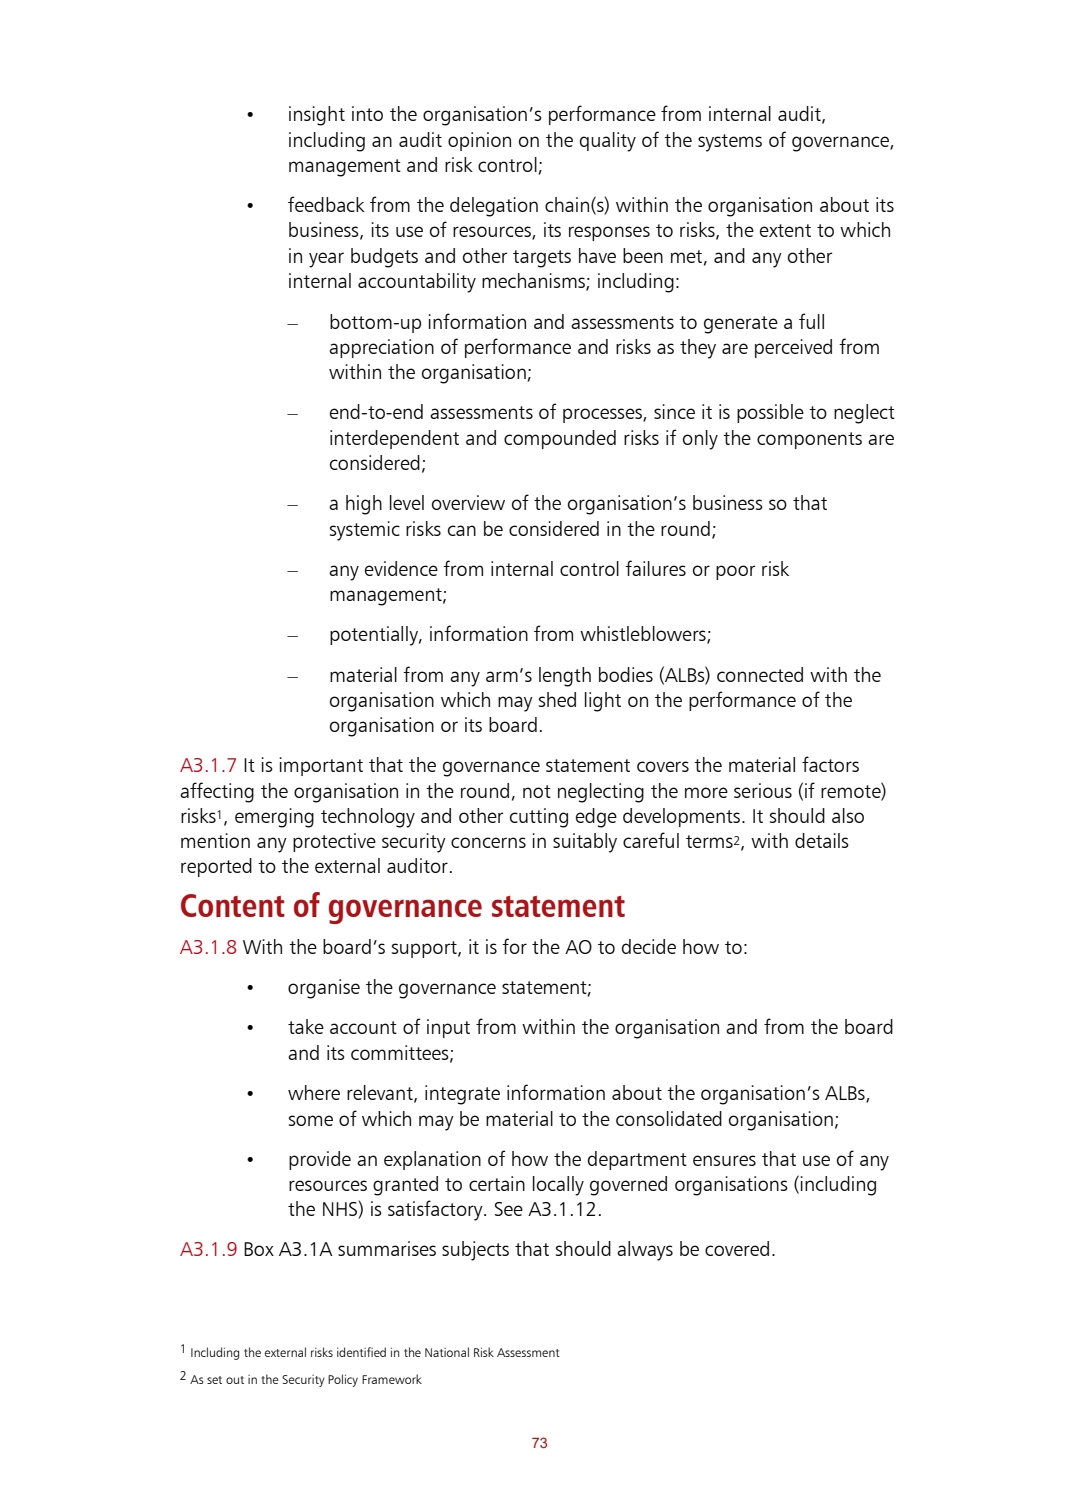 • insight into the organisation’s performance from internal audit,
including an audit opinion on the quality of the systems of governance,
management and risk control;
• feedback from the delegation chain(s) within the organisation about its
business, its use of resources, its responses to risks, the extent to which
in year budgets and other targets have been met, and any other
internal accountability mechanisms; including:
– bottom-up information and assessments to generate a full
appreciation of performance and risks as they are perceived from
within the organisation;
– end-to-end assessments of processes, since it is possible to neglect
interdependent and compounded risks if only the components are
considered;
– a high level overview of the organisation’s business so that
systemic risks can be considered in the round;
– any evidence from internal control failures or poor risk
management;
– potentially, information from whistleblowers;
– material from any arm’s length bodies (ALBs) connected with the
organisation which may shed light on the performance of the
organisation or its board.
A3.1.7 It is important that the governance statement covers the material factors
affecting the organisation in the round, not neglecting the more serious (if remote)
risks1, emerging technology and other cutting edge developments. It should also
mention any protective security concerns in suitably careful terms2, with details
reported to the external auditor.
Content of governance statement
A3.1.8 With the board’s support, it is for the AO to decide how to:
• organise the governance statement;
• take account of input from within the organisation and from the board
and its committees;
• where relevant, integrate information about the organisation’s ALBs,
some of which may be material to the consolidated organisation;
• provide an explanation of how the department ensures that use of any
resources granted to certain locally governed organisations (including
the NHS) is satisfactory. See A3.1.12.
A3.1.9 Box A3.1A summarises subjects that should always be covered.
1 Including the external risks identified in the National Risk Assessment
2 As set out in the Security Policy Framework
73